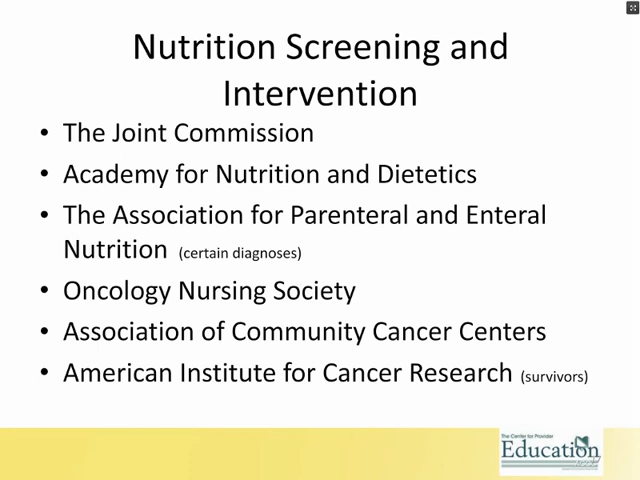 Nutrition Screening and
Intervention
• The Joint Commission
• Academy for Nutrition and Dietetics
• The Association for Parenteral and Enteral
Nutrition (certain diagnoses)
• Oncology Nursing Society
• Association of Community Cancer Centers
• American Institute for Cancer Research (survivors)
The Center for Provider
Education